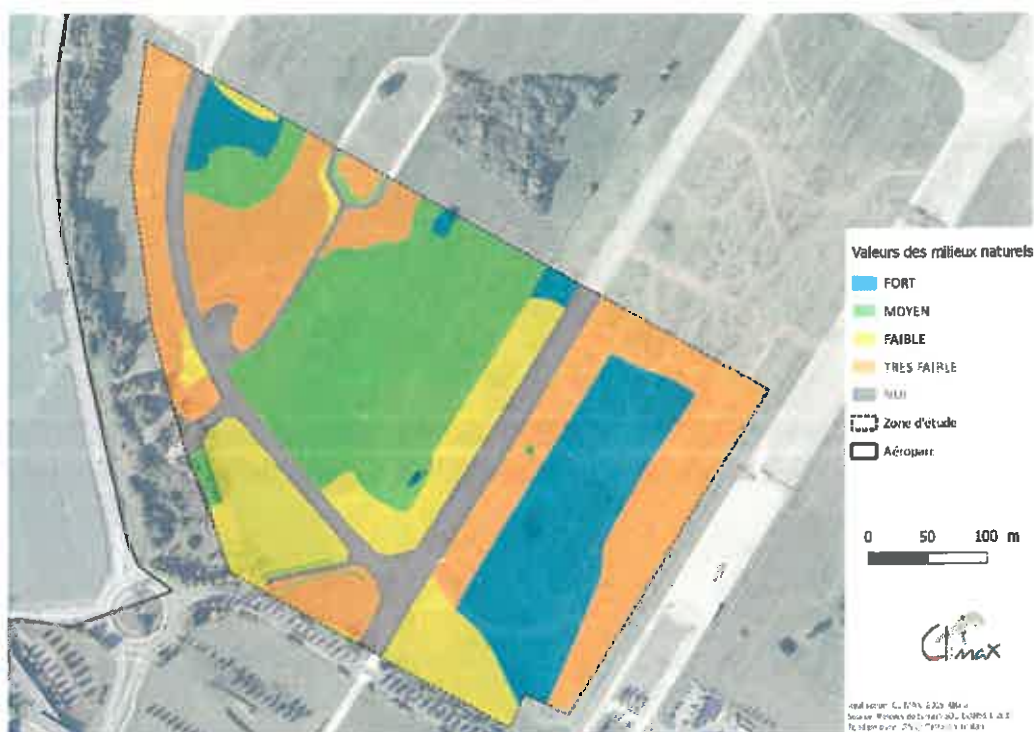 Valeurs des milieux naturels
FORT
MOYEN
FAIBLE
TRES FAIBLE
NUL
Zone d'étude
Aéroparc
0 50 100 m
Climax